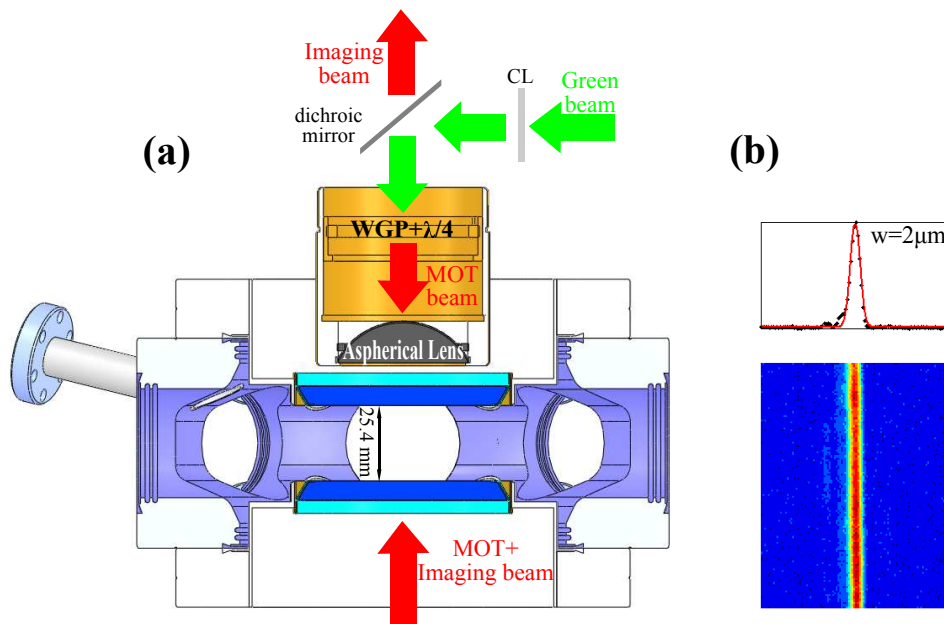 Imaging
beam
CL
Green
beam
dichroic
mirror
(a)
(b)
WGP+λ/4
w=2μm
MOT
beam
Aspherical Lens
25.4 mm
MOT+
Imaging beam